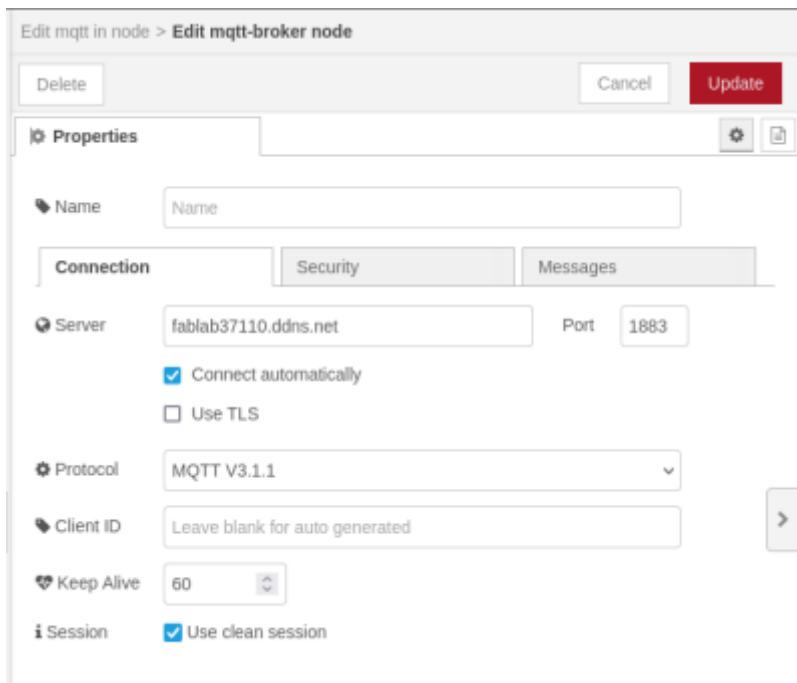 Edit mqtt in node > Edit mqtt-broker node
Delete Cancel Update
Properties
Name Name
Connection Security Messages
Server fablab37110.ddns.net Port 1883
Connect automatically
Use TLS
Protocol MQTT V3.1.1
Client ID Leave blank for auto generated
Keep Alive 60
Session Use clean session